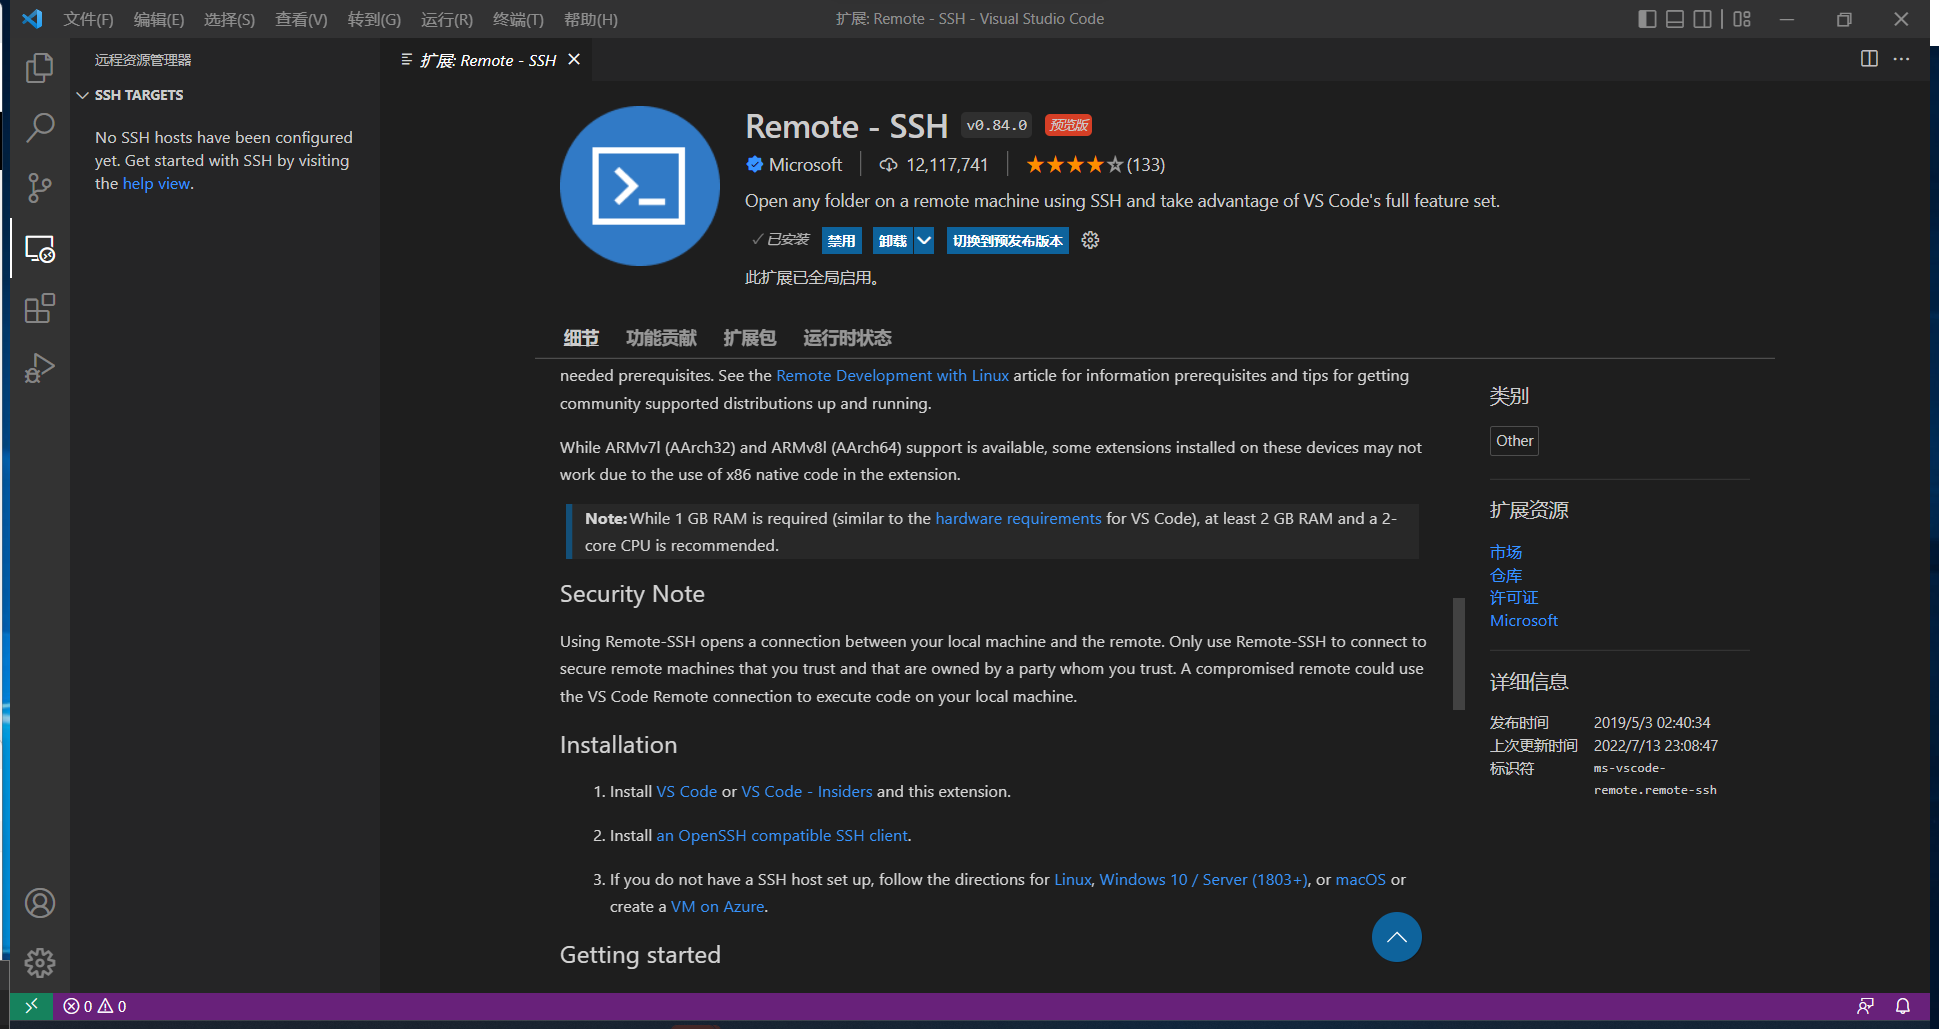 文件(F) 编辑(E) 选择(S) 查看(V) 转到(G) 运行(R) 终端(T) 帮助(H)
扩展: Remote - SSH - Visual Studio Code
远程资源管理器
SSH TARGETS
No SSH hosts have been configured
yet. Get started with SSH by visiting
the help view.
扩展: Remote - SSH
Remote - SSH v0.84.0 预览版
Microsoft 12,117,741 (133)
Open any folder on a remote machine using SSH and take advantage of VS Code's full feature set.
已安装 禁用 卸载 切换到预发布版本
此扩展已全局启用。
细节 功能贡献 扩展包 运行时状态
needed prerequisites. See the Remote Development with Linux article for information prerequisites and tips for getting
community supported distributions up and running.
While ARMv7l (AArch32) and ARMv8l (AArch64) support is available, some extensions installed on these devices may not
work due to the use of x86 native code in the extension.
Note: While 1 GB RAM is required (similar to the hardware requirements for VS Code), at least 2 GB RAM and a 2-
core CPU is recommended.
Security Note
Using Remote-SSH opens a connection between your local machine and the remote. Only use Remote-SSH to connect to
secure remote machines that you trust and that are owned by a party whom you trust. A compromised remote could use
the VS Code Remote connection to execute code on your local machine.
Installation
1. Install VS Code or VS Code - Insiders and this extension.
2. Install an OpenSSH compatible SSH client.
3. If you do not have a SSH host set up, follow the directions for Linux, Windows 10 / Server (1803+), or macOS or
create a VM on Azure.
Getting started
类别
Other
扩展资源
市场
仓库
许可证
Microsoft
详细信息
发布时间 2019/5/3 02:40:34
上次更新时间 2022/7/13 23:08:47
标识符 ms-vscode-
remote.remote-ssh
0 0